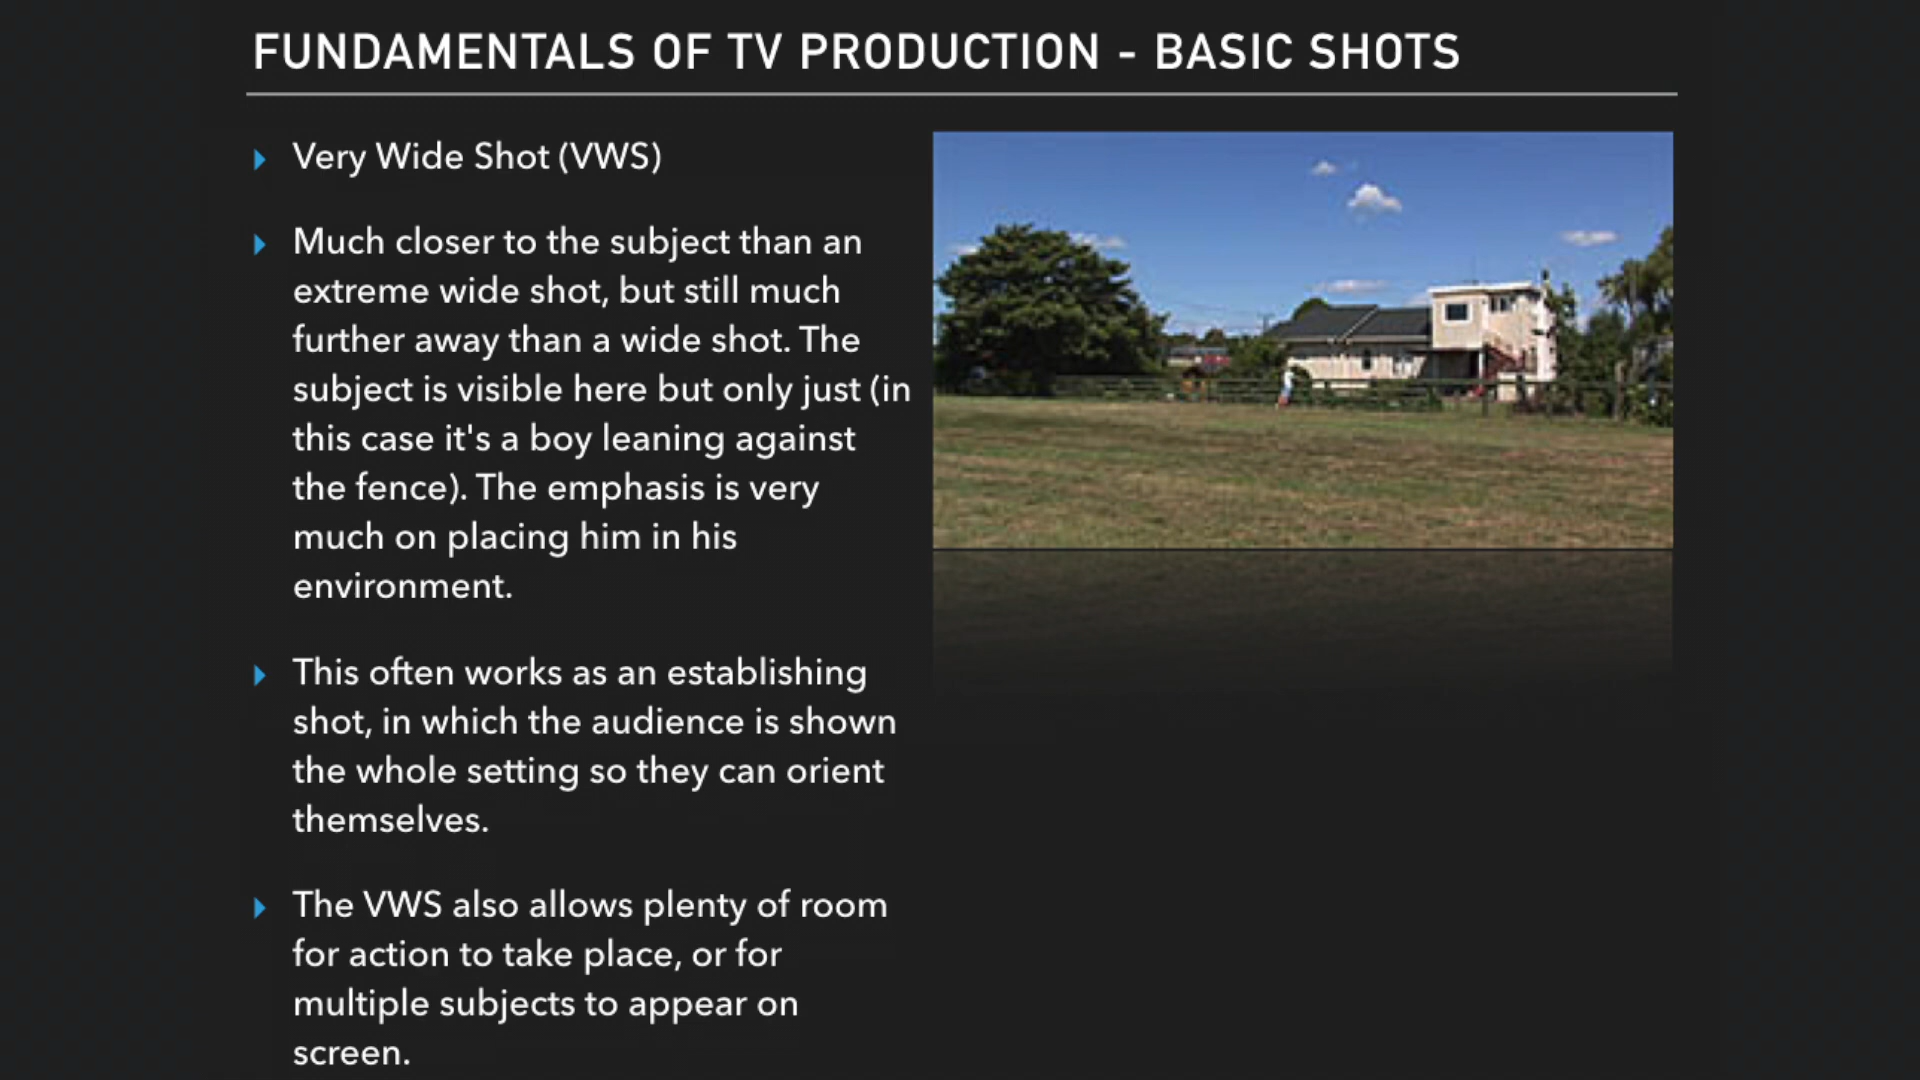 FUNDAMENTALS OF TV PRODUCTION - BASIC SHOTS
Very Wide Shot (VWS)
Much closer to the subject than an
extreme wide shot, but still much
further away than a wide shot. The
subject is visible here but only just (in
this case it's a boy leaning against
the fence). The emphasis is very
much on placing him in his
environment.
This often works as an establishing
shot, in which the audience is shown
the whole setting so they can orient
themselves.
The VWS also allows plenty of room
for action to take place, or for
multiple subjects to appear on
screen.